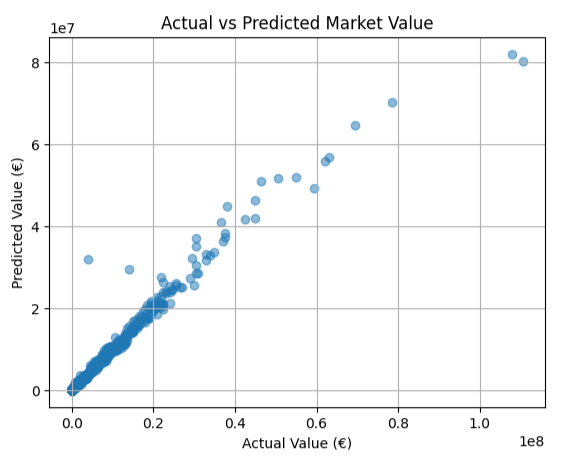 Actual vs Predicted Market Value
1e7
8
6
4
2
0
Predicted Value (€)
0.0 0.2 0.4 0.6 0.8 1.0
1e8
Actual Value (€)